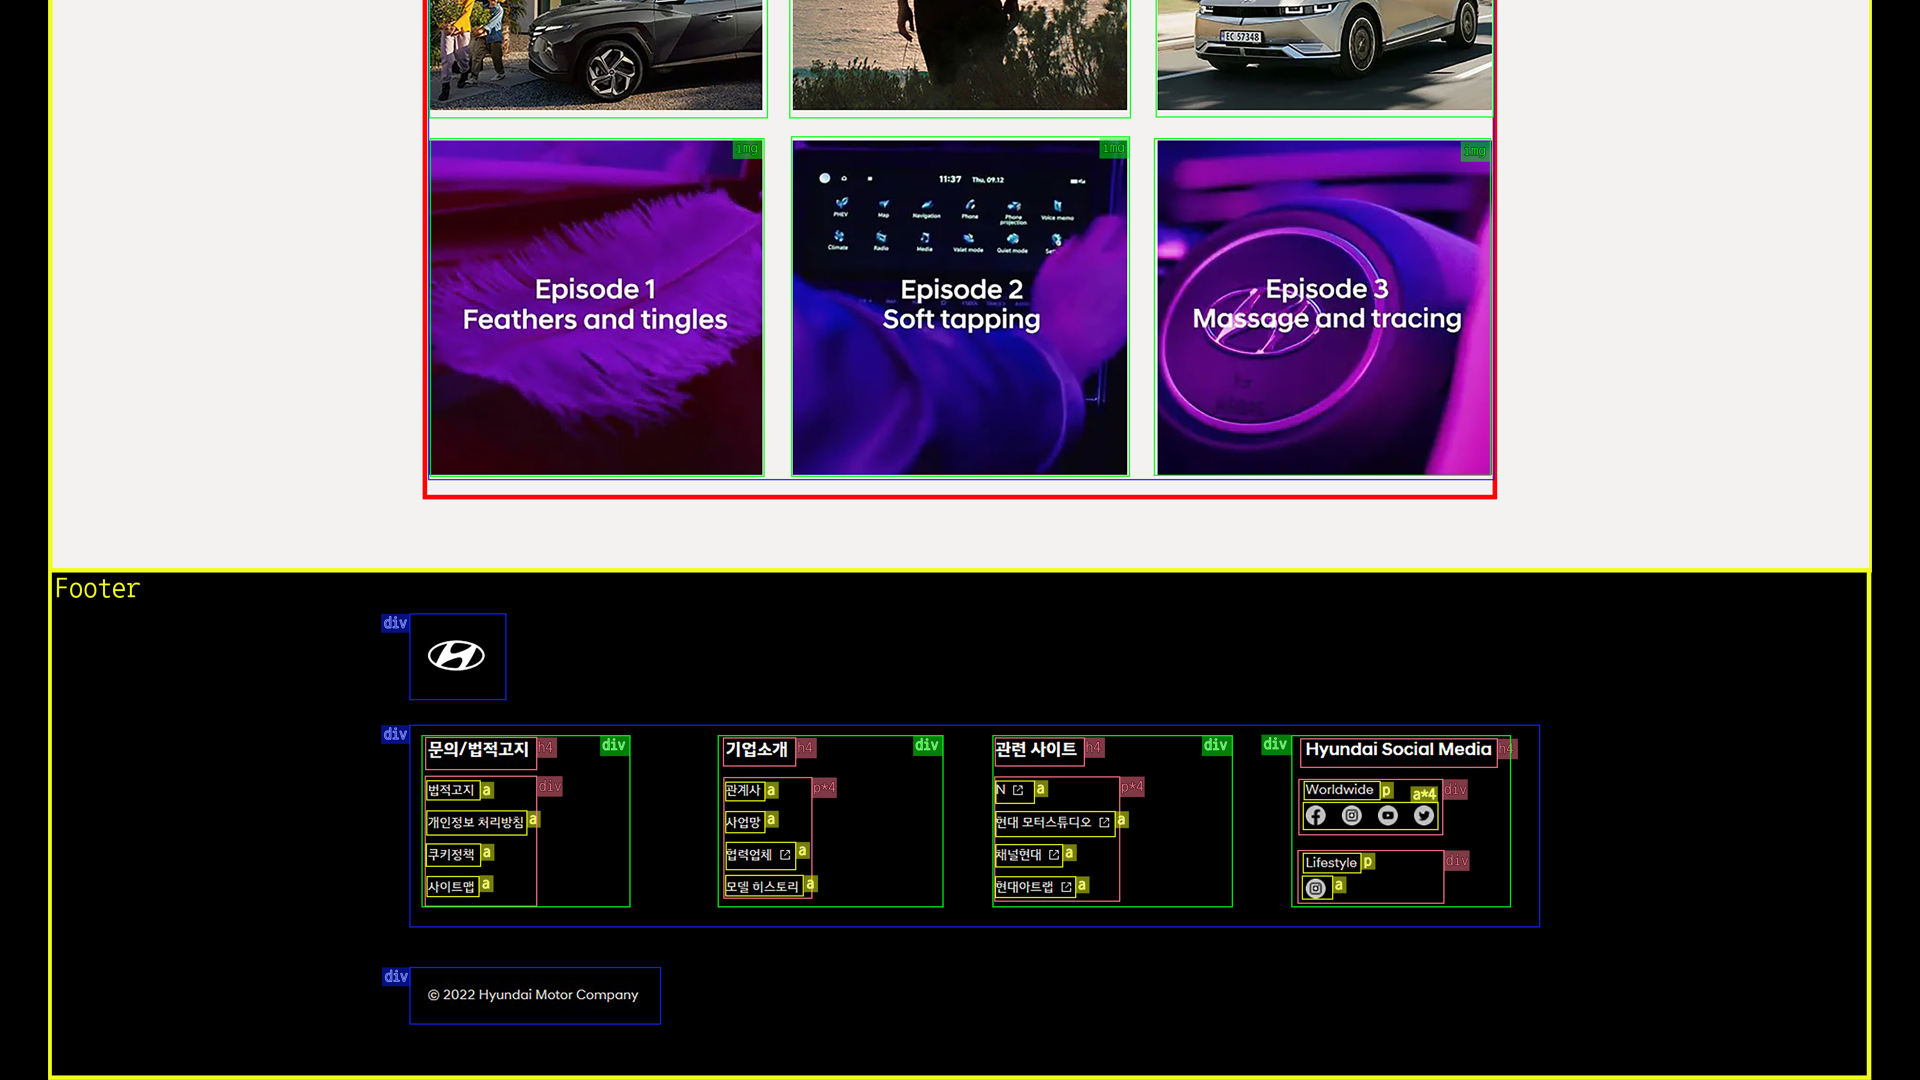 EC 57348
img
img
img
11:37 Thu, 09.12
PHEV Map Navigation Phone Phone projection Voice memo
Climate Radio Media Valet mode Quiet mode
Episode 1
Feathers and tingles
Episode 2
Soft tapping
Episode 3
Massage and tracing
Footer
div
div
문의/법적고지 h4 div
div
법적고지 a
개인정보 처리방침 a
쿠키정책 a
사이트맵 a
기업소개 h4 div
p*4
관계사 a
사업망 a
협력업체 a
모델 히스토리 a
관련 사이트 h4 div
p*4
N a
현대 모터스튜디오 a
채널현대 a
현대아트랩 a
div Hyundai Social Media h4
Worldwide p a*4 div
Lifestyle p div
a
div
© 2022 Hyundai Motor Company